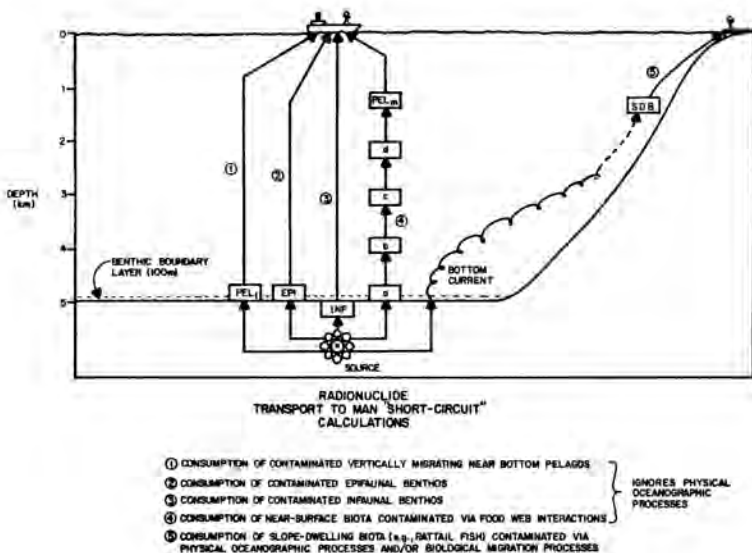 0
1
2
3
4
5
DEPTH
(km)
BENTHIC BOUNDARY
LAYER (100m)
①
②
③
④
⑤
PELm
d
c
b
a
SDB
BOTTOM
CURRENT
PEL
EPI
INF
SOURCE
RADIONUCLIDE
TRANSPORT TO MAN "SHORT-CIRCUIT"
CALCULATIONS
① CONSUMPTION OF CONTAMINATED VERTICALLY MIGRATING NEAR BOTTOM PELAGOS
② CONSUMPTION OF CONTAMINATED EPIFAUNAL BENTHOS
③ CONSUMPTION OF CONTAMINATED INFAUNAL BENTHOS
④ CONSUMPTION OF NEAR-SURFACE BIOTA CONTAMINATED VIA FOOD WEB INTERACTIONS
IGNORES PHYSICAL
OCEANOGRAPHIC
PROCESSES
⑤ CONSUMPTION OF SLOPE-DWELLING BIOTA (e.g., RATTAIL FISH) CONTAMINATED VIA
PHYSICAL OCEANOGRAPHIC PROCESSES AND/OR BIOLOGICAL MIGRATION PROCESSES